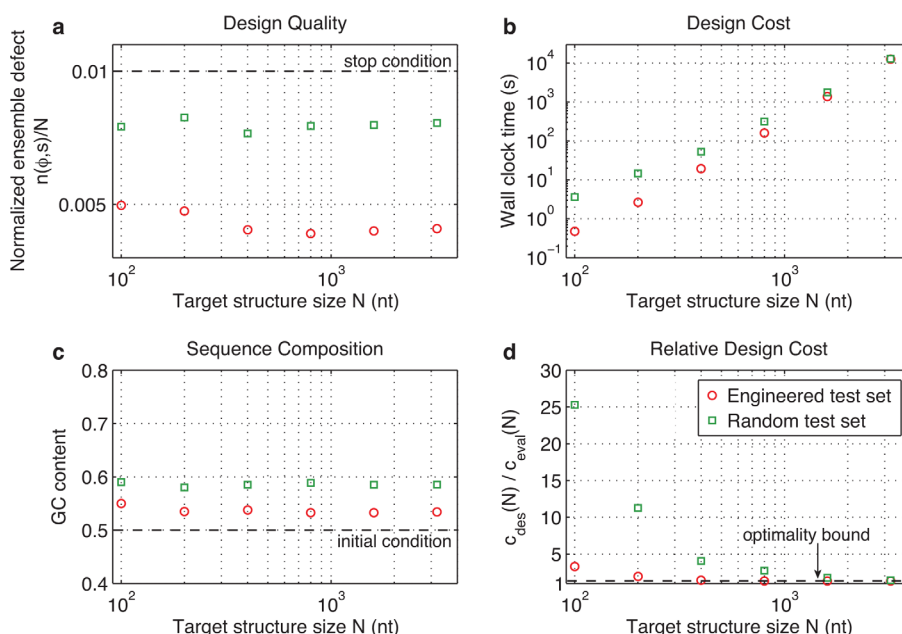 a Design Quality
Normalized ensemble defect
n(ϕ,s)/N
0.01
0.005
stop condition
10² 10³
Target structure size N (nt)
b Design Cost
Wall clock time (s)
10⁴
10³
10²
10¹
10⁰
10⁻¹
10² 10³
Target structure size N (nt)
c Sequence Composition
GC content
0.8
0.7
0.6
0.5
0.4
initial condition
10² 10³
Target structure size N (nt)
d Relative Design Cost
c_des(N) / c_eval(N)
30
25
20
15
10
5
1
Engineered test set
Random test set
optimality bound
10² 10³
Target structure size N (nt)